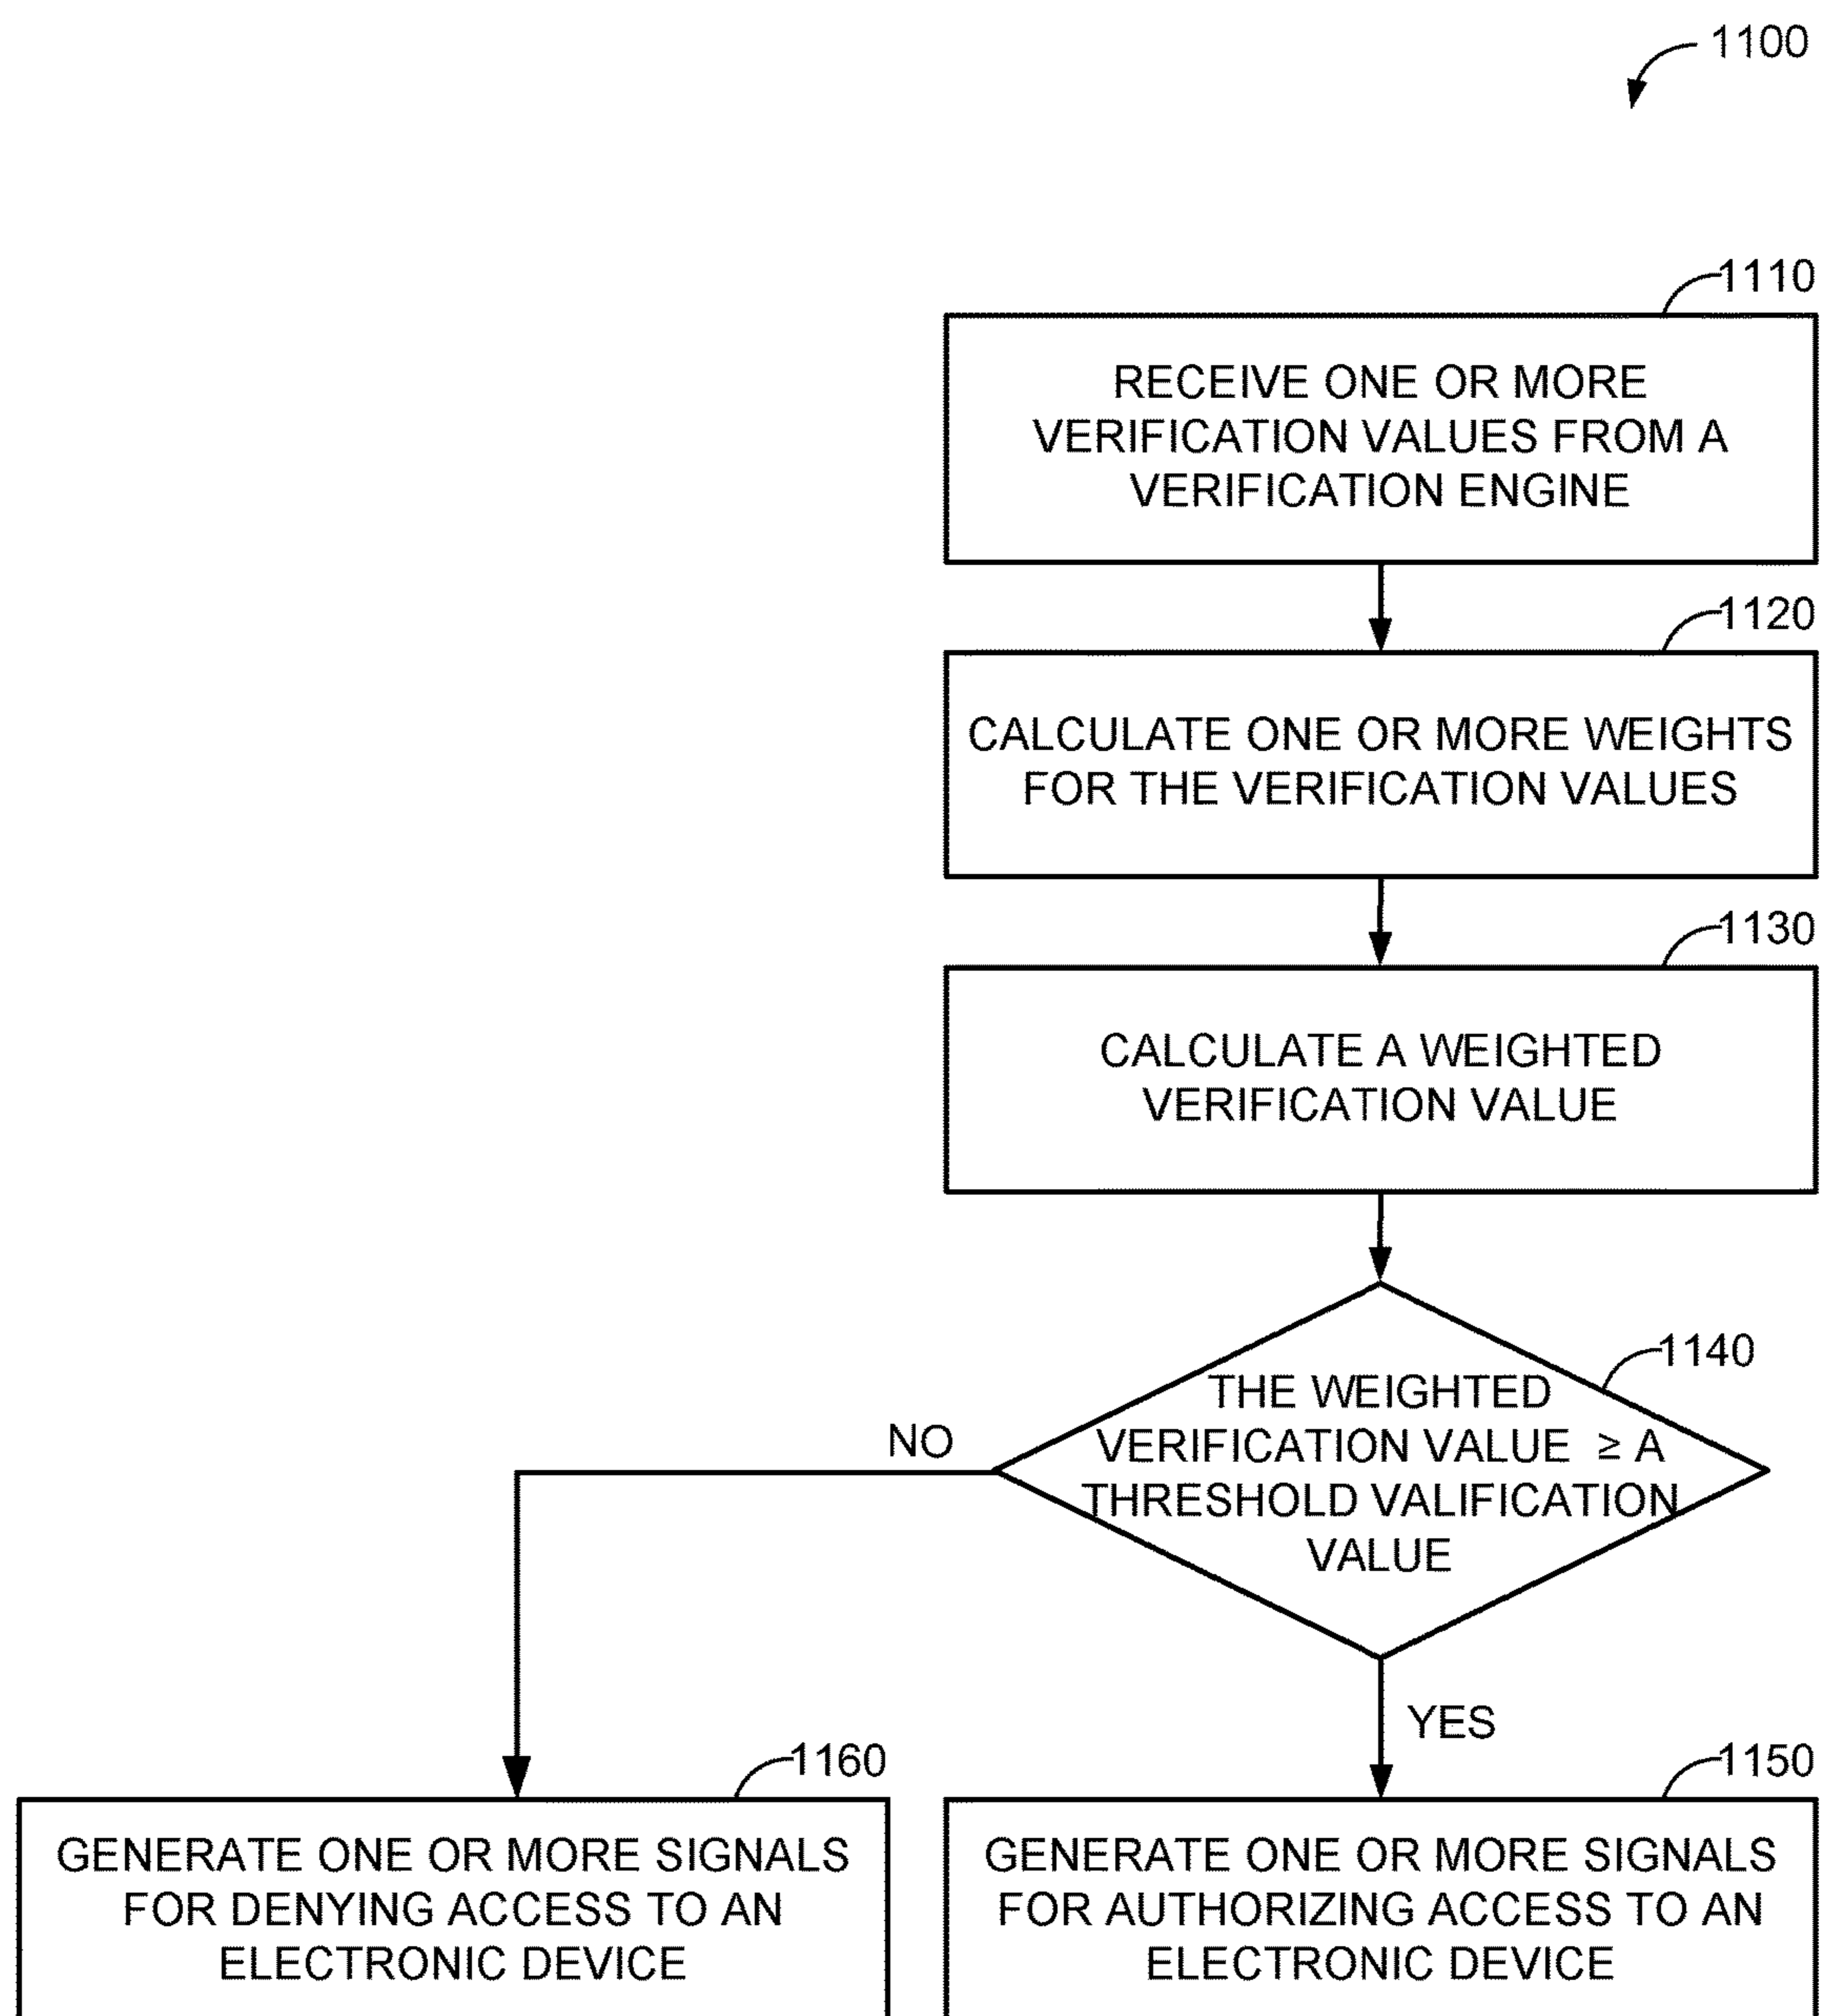 1100
1110
RECEIVE ONE OR MORE
VERIFICATION VALUES FROM A
VERIFICATION ENGINE
1120
CALCULATE ONE OR MORE WEIGHTS
FOR THE VERIFICATION VALUES
1130
CALCULATE A WEIGHTED
VERIFICATION VALUE
1140
THE WEIGHTED
VERIFICATION VALUE ≥ A
THRESHOLD VALIFICATION
VALUE
NO
YES
1160
GENERATE ONE OR MORE SIGNALS
FOR DENYING ACCESS TO AN
ELECTRONIC DEVICE
1150
GENERATE ONE OR MORE SIGNALS
FOR AUTHORIZING ACCESS TO AN
ELECTRONIC DEVICE